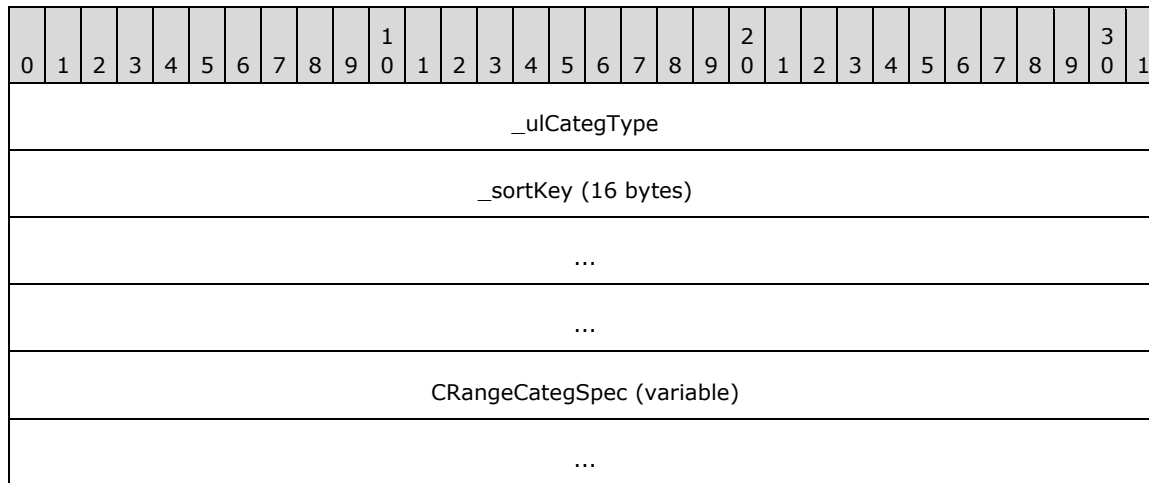 1 2 3
0 1 2 3 4 5 6 7 8 9 0 1 2 3 4 5 6 7 8 9 0 1 2 3 4 5 6 7 8 9 0 1
_ulCategType
_sortKey (16 bytes)
...
...
CRangeCategSpec (variable)
...